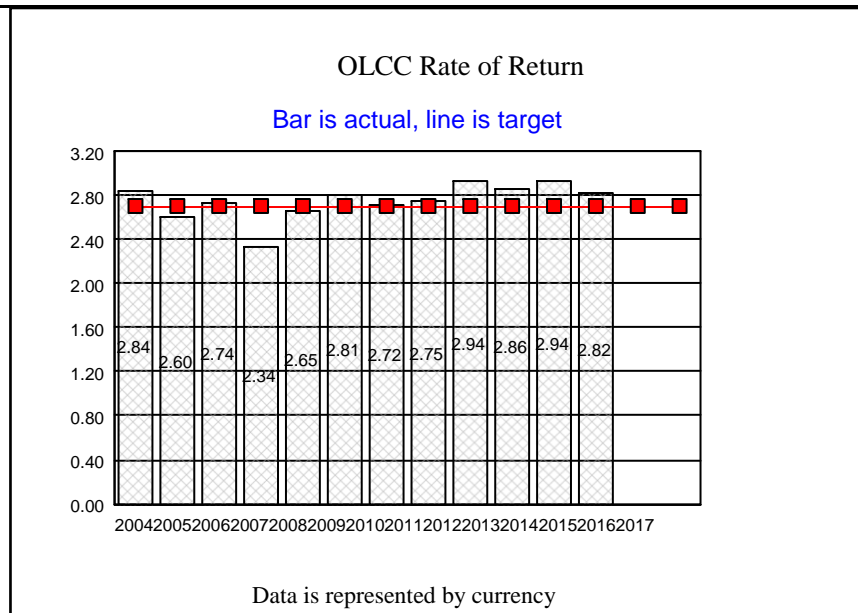 OLCC Rate of Return
Bar is actual, line is target
3.20
2.80
2.40
2.00
1.60
1.20
0.80
0.40
0.00
2.84 2.60 2.74 2.34 2.65 2.81 2.72 2.75 2.94 2.86 2.94 2.82
2004 2005 2006 2007 2008 2009 2010 2011 2012 2013 2014 2015 2016 2017
Data is represented by currency